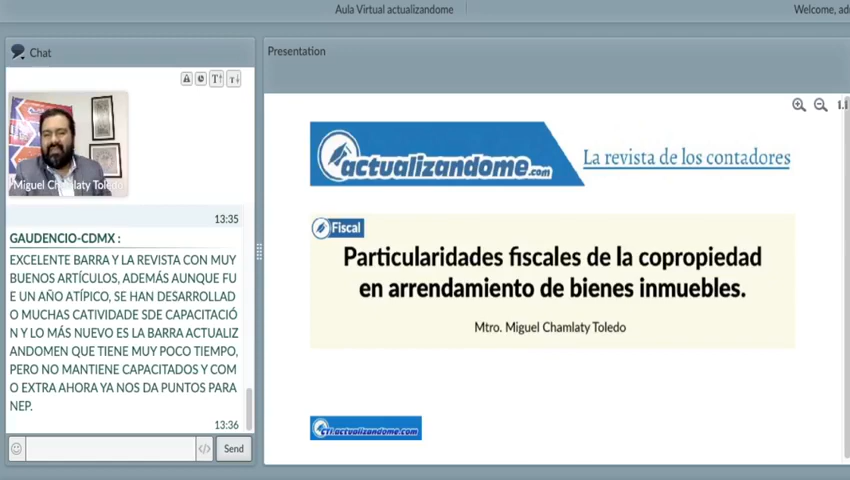 Aula Virtual actualizandome
Welcome, ad
Chat
Miguel Chamlaty Toledo
13:35
GAUDENCIO-CDMX :
EXCELENTE BARRA Y LA REVISTA CON MUY
BUENOS ARTÍCULOS, ADEMÁS AUNQUE FU
E UN AÑO ATÍPICO, SE HAN DESARROLLAD
O MUCHAS CATIVIDADE SDE CAPACITACIÓ
N Y LO MÁS NUEVO ES LA BARRA ACTUALIZ
ANDOMEN QUE TIENE MUY POCO TIEMPO,
PERO NO MANTIENE CAPACITADOS Y COM
O EXTRA AHORA YA NOS DA PUNTOS PARA
NEP.
13:36
Send
Presentation
1.1
actualizandome.com
La revista de los contadores
Fiscal
Particularidades fiscales de la copropiedad
en arrendamiento de bienes inmuebles.
Mtro. Miguel Chamlaty Toledo
ctl.actualizandome.com